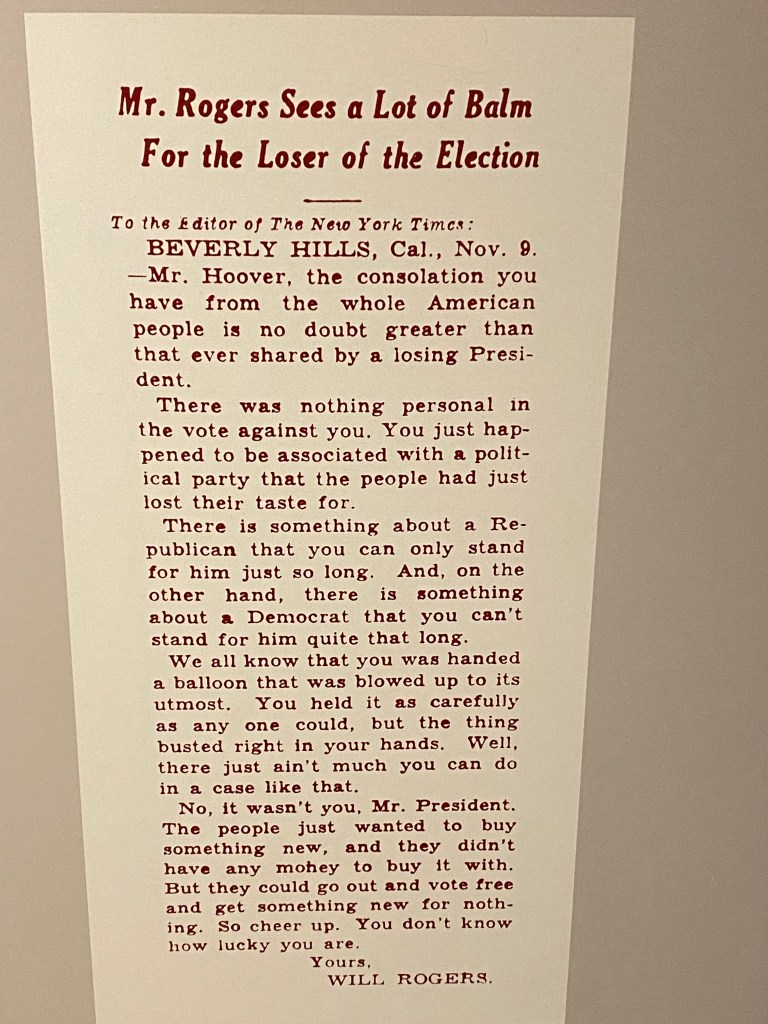 Mr. Rogers Sees a Lot of Balm
For the Loser of the Election
To the Editor of The New York Times:
BEVERLY HILLS, Cal., Nov. 9.
—Mr. Hoover, the consolation you
have from the whole American
people is no doubt greater than
that ever shared by a losing Presi-
dent.
There was nothing personal in
the vote against you. You just hap-
pened to be associated with a polit-
ical party that the people had just
lost their taste for.
There is something about a Re-
publican that you can only stand
for him just so long. And, on the
other hand, there is something
about a Democrat that you can't
stand for him quite that long.
We all know that you was handed
a balloon that was blowed up to its
utmost. You held it as carefully
as any one could, but the thing
busted right in your hands. Well,
there just ain't much you can do
in a case like that.
No, it wasn't you, Mr. President.
The people just wanted to buy
something new, and they didn't
have any mohey to buy it with.
But they could go out and vote free
and get something new for noth-
ing. So cheer up. You don't know
how lucky you are.
Yours,
WILL ROGERS.